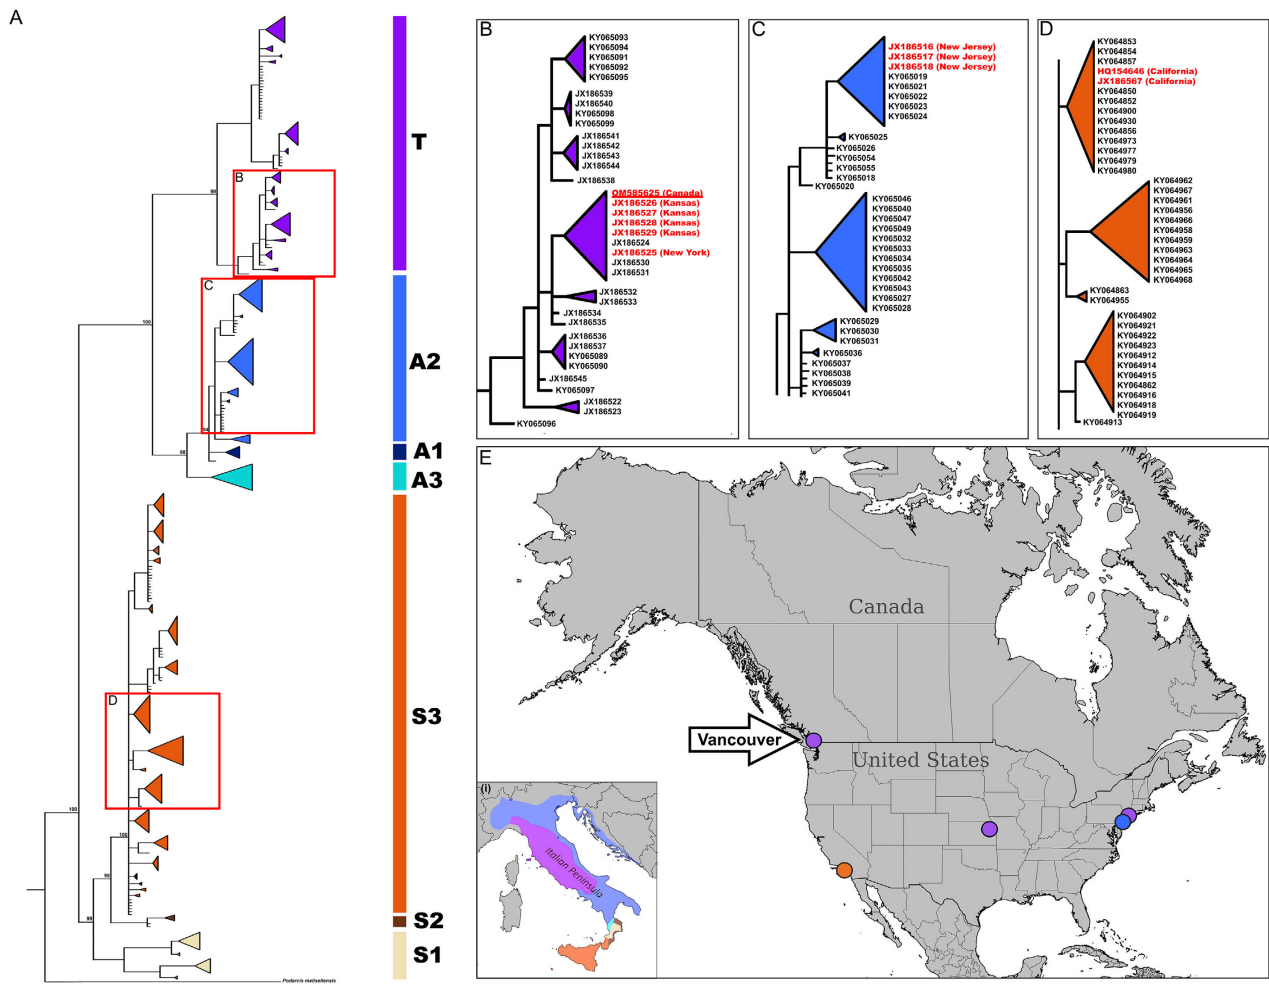 A
98
B
C
100
94
98
D
100
100
98
99
Podarcis melisellensis
T
A2
A1
A3
S3
S2
S1
B
KY065093
KY065094
KY065091
KY065092
KY065095
JX186539
JX186540
KY065098
KY065099
JX186541
JX186542
JX186543
JX186544
JX186538
OM585625 (Canada)
JX186526 (Kansas)
JX186527 (Kansas)
JX186528 (Kansas)
JX186529 (Kansas)
JX186524
JX186525 (New York)
JX186530
JX186531
JX186532
JX186533
JX186534
JX186535
JX186536
JX186537
KY065089
KY065090
JX186545
KY065097
JX186522
JX186523
KY065096
C
JX186516 (New Jersey)
JX186517 (New Jersey)
JX186518 (New Jersey)
KY065019
KY065021
KY065022
KY065023
KY065024
KY065025
KY065026
KY065054
KY065055
KY065018
KY065020
KY065046
KY065040
KY065047
KY065049
KY065032
KY065033
KY065034
KY065035
KY065042
KY065043
KY065027
KY065028
KY065029
KY065030
KY065031
KY065036
KY065037
KY065038
KY065039
KY065041
D
KY064853
KY064854
KY064857
HQ154646 (California)
JX186567 (California)
KY064850
KY064852
KY064900
KY064930
KY064856
KY064973
KY064977
KY064979
KY064980
KY064962
KY064967
KY064961
KY064956
KY064966
KY064958
KY064959
KY064963
KY064964
KY064965
KY064968
KY064863
KY064955
KY064902
KY064921
KY064922
KY064923
KY064912
KY064914
KY064915
KY064862
KY064916
KY064918
KY064919
KY064913
E
Canada
Vancouver
United States
(i)
Italian Peninsula